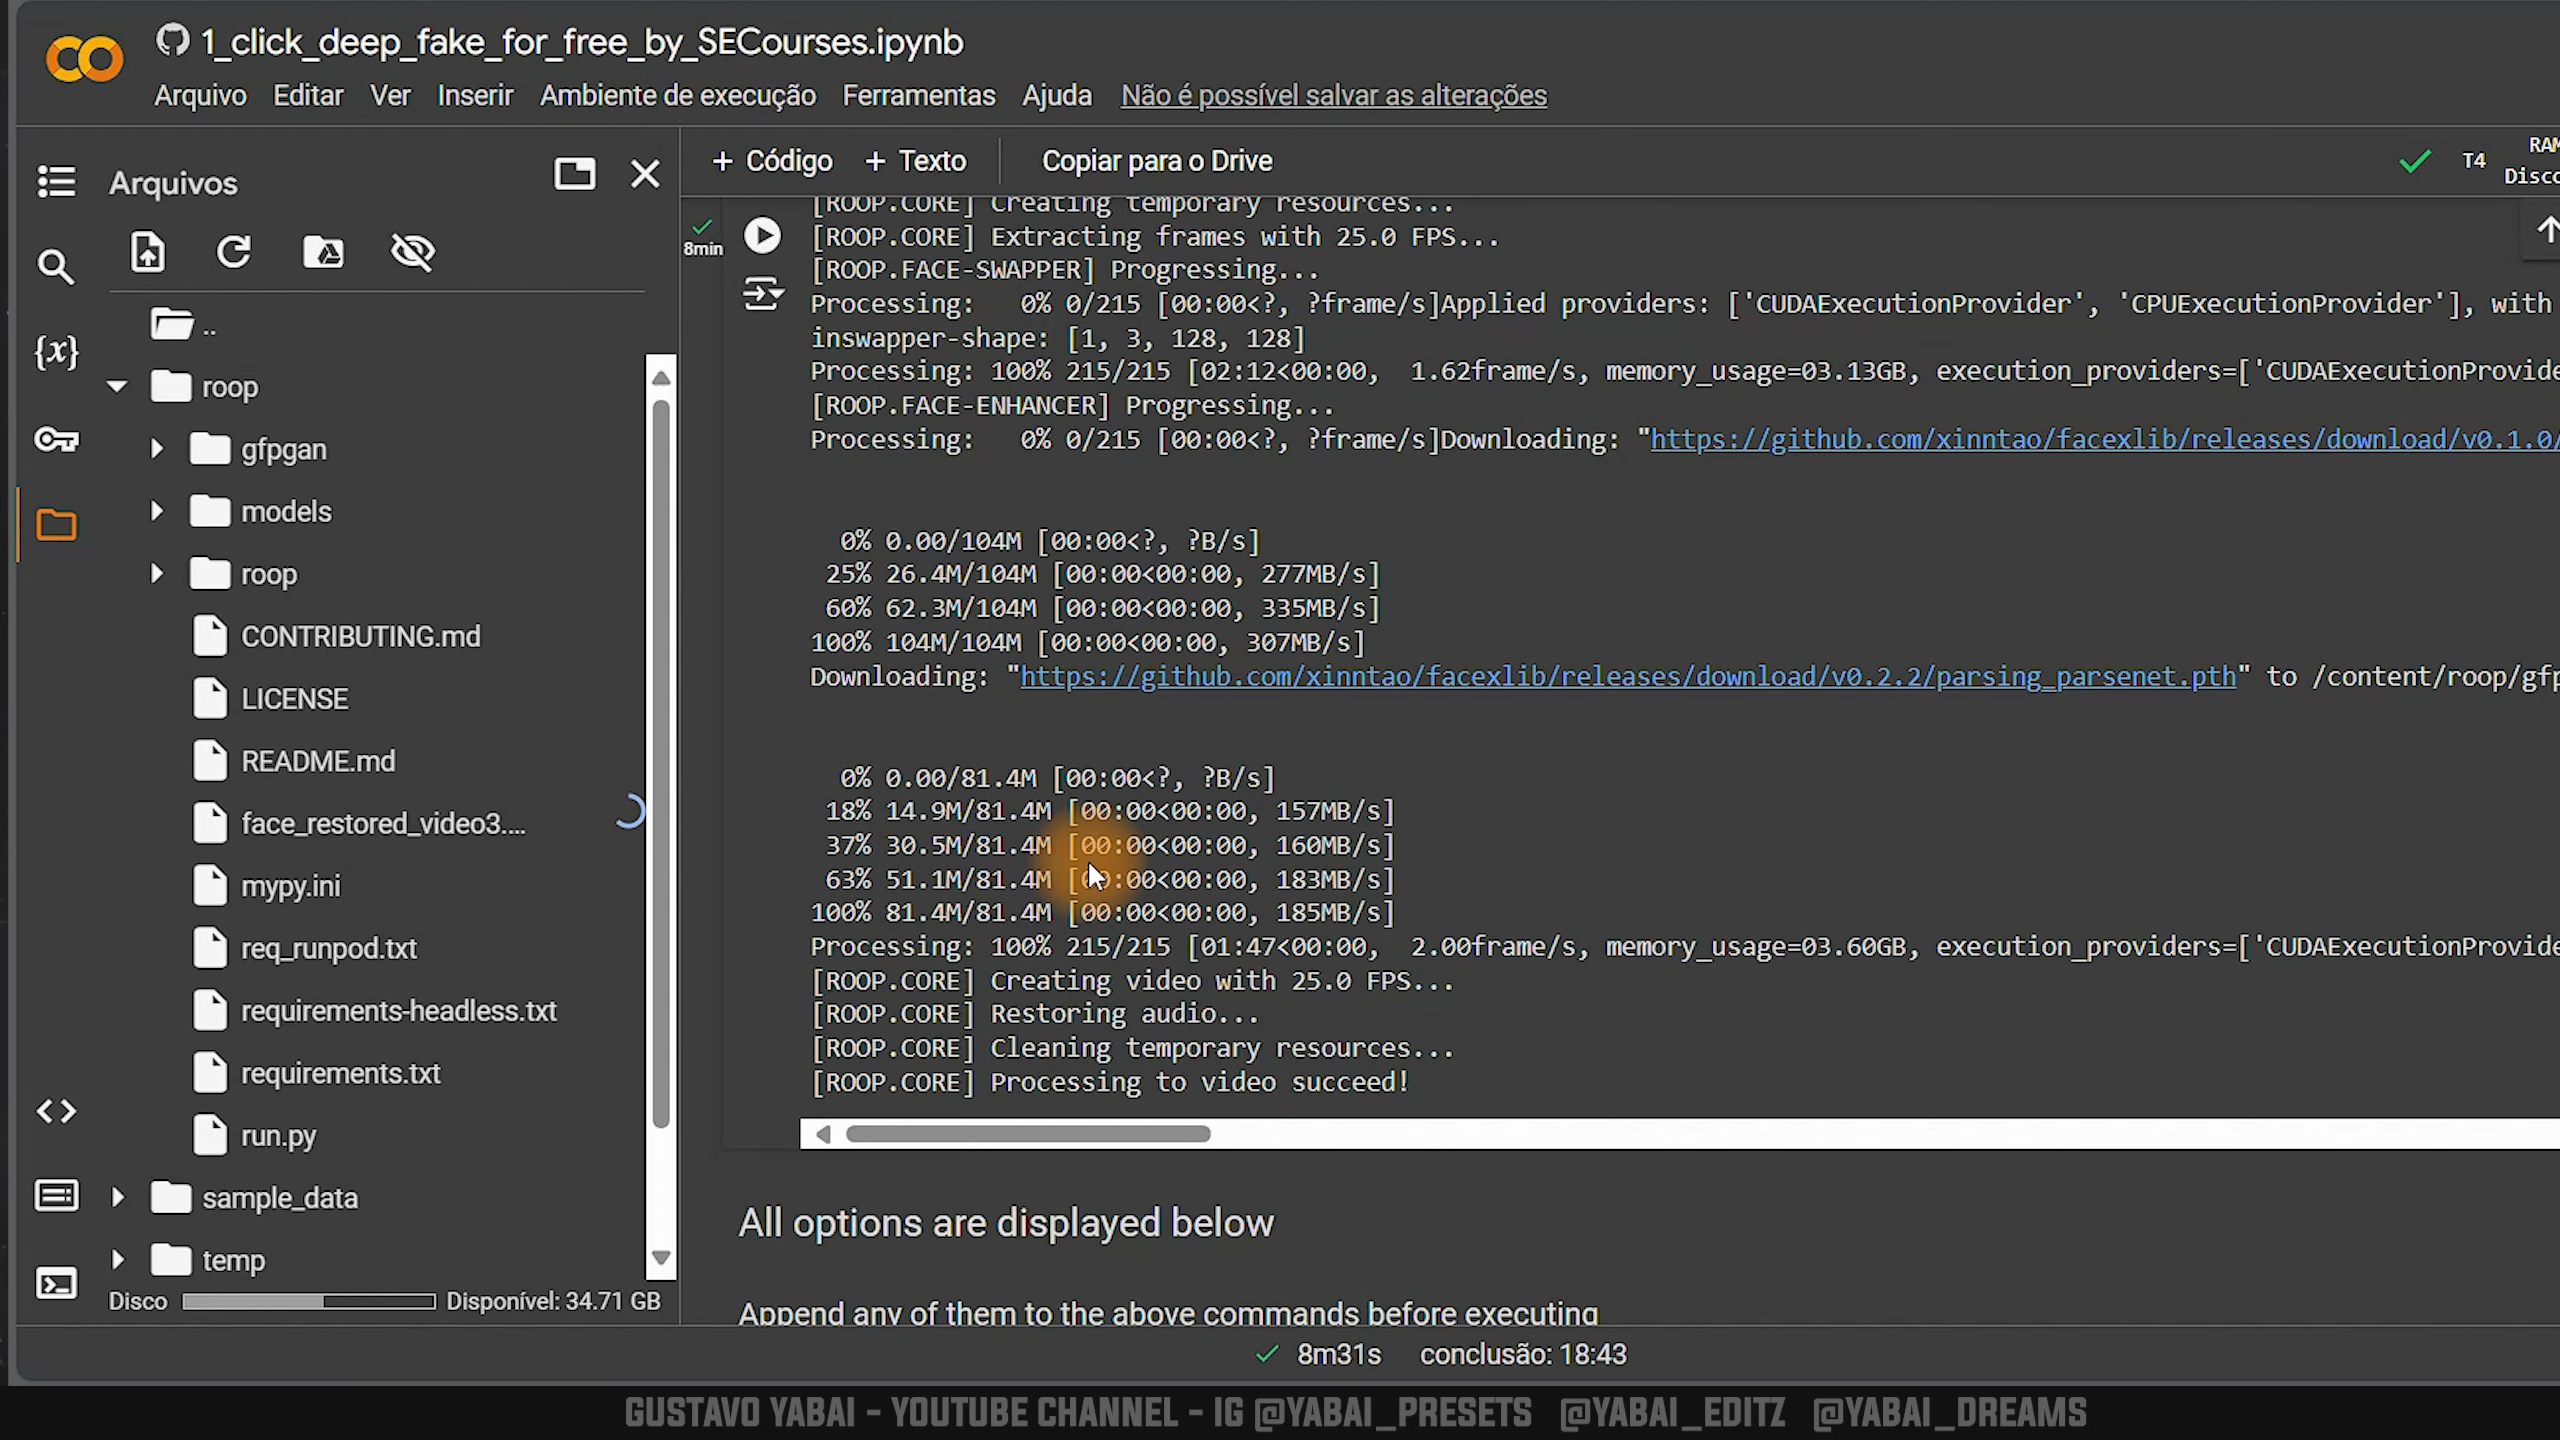 1_click_deep_fake_for_free_by_SECourses.ipynb
Arquivo Editar Ver Inserir Ambiente de execução Ferramentas Ajuda Não é possível salvar as alterações
Arquivos
+ Código + Texto Copiar para o Drive
T4
RAM
Disco
..
roop
gfpgan
models
roop
CONTRIBUTING.md
LICENSE
README.md
face_restored_video3....
mypy.ini
req_runpod.txt
requirements-headless.txt
requirements.txt
run.py
sample_data
temp
Disco Disponível: 34.71 GB
{x}
8min
[ROOP.CORE] Creating temporary resources...
[ROOP.CORE] Extracting frames with 25.0 FPS...
[ROOP.FACE-SWAPPER] Progressing...
Processing:   0% 0/215 [00:00<?, ?frame/s]Applied providers: ['CUDAExecutionProvider', 'CPUExecutionProvider'], with
inswapper-shape: [1, 3, 128, 128]
Processing: 100% 215/215 [02:12<00:00,  1.62frame/s, memory_usage=03.13GB, execution_providers=['CUDAExecutionProvide
[ROOP.FACE-ENHANCER] Progressing...
Processing:   0% 0/215 [00:00<?, ?frame/s]Downloading: "https://github.com/xinntao/facexlib/releases/download/v0.1.0/
0% 0.00/104M [00:00<?, ?B/s]
25% 26.4M/104M [00:00<00:00, 277MB/s]
60% 62.3M/104M [00:00<00:00, 335MB/s]
100% 104M/104M [00:00<00:00, 307MB/s]
Downloading: "https://github.com/xinntao/facexlib/releases/download/v0.2.2/parsing_parsenet.pth" to /content/roop/gfp
0% 0.00/81.4M [00:00<?, ?B/s]
18% 14.9M/81.4M [00:00<00:00, 157MB/s]
37% 30.5M/81.4M [00:00<00:00, 160MB/s]
63% 51.1M/81.4M [00:00<00:00, 183MB/s]
100% 81.4M/81.4M [00:00<00:00, 185MB/s]
Processing: 100% 215/215 [01:47<00:00,  2.00frame/s, memory_usage=03.60GB, execution_providers=['CUDAExecutionProvide
[ROOP.CORE] Creating video with 25.0 FPS...
[ROOP.CORE] Restoring audio...
[ROOP.CORE] Cleaning temporary resources...
[ROOP.CORE] Processing to video succeed!
All options are displayed below
Append any of them to the above commands before executing
8m31s conclusão: 18:43
GUSTAVO YABAI - YOUTUBE CHANNEL - IG @YABAI_PRESETS @YABAI_EDITZ @YABAI_DREAMS